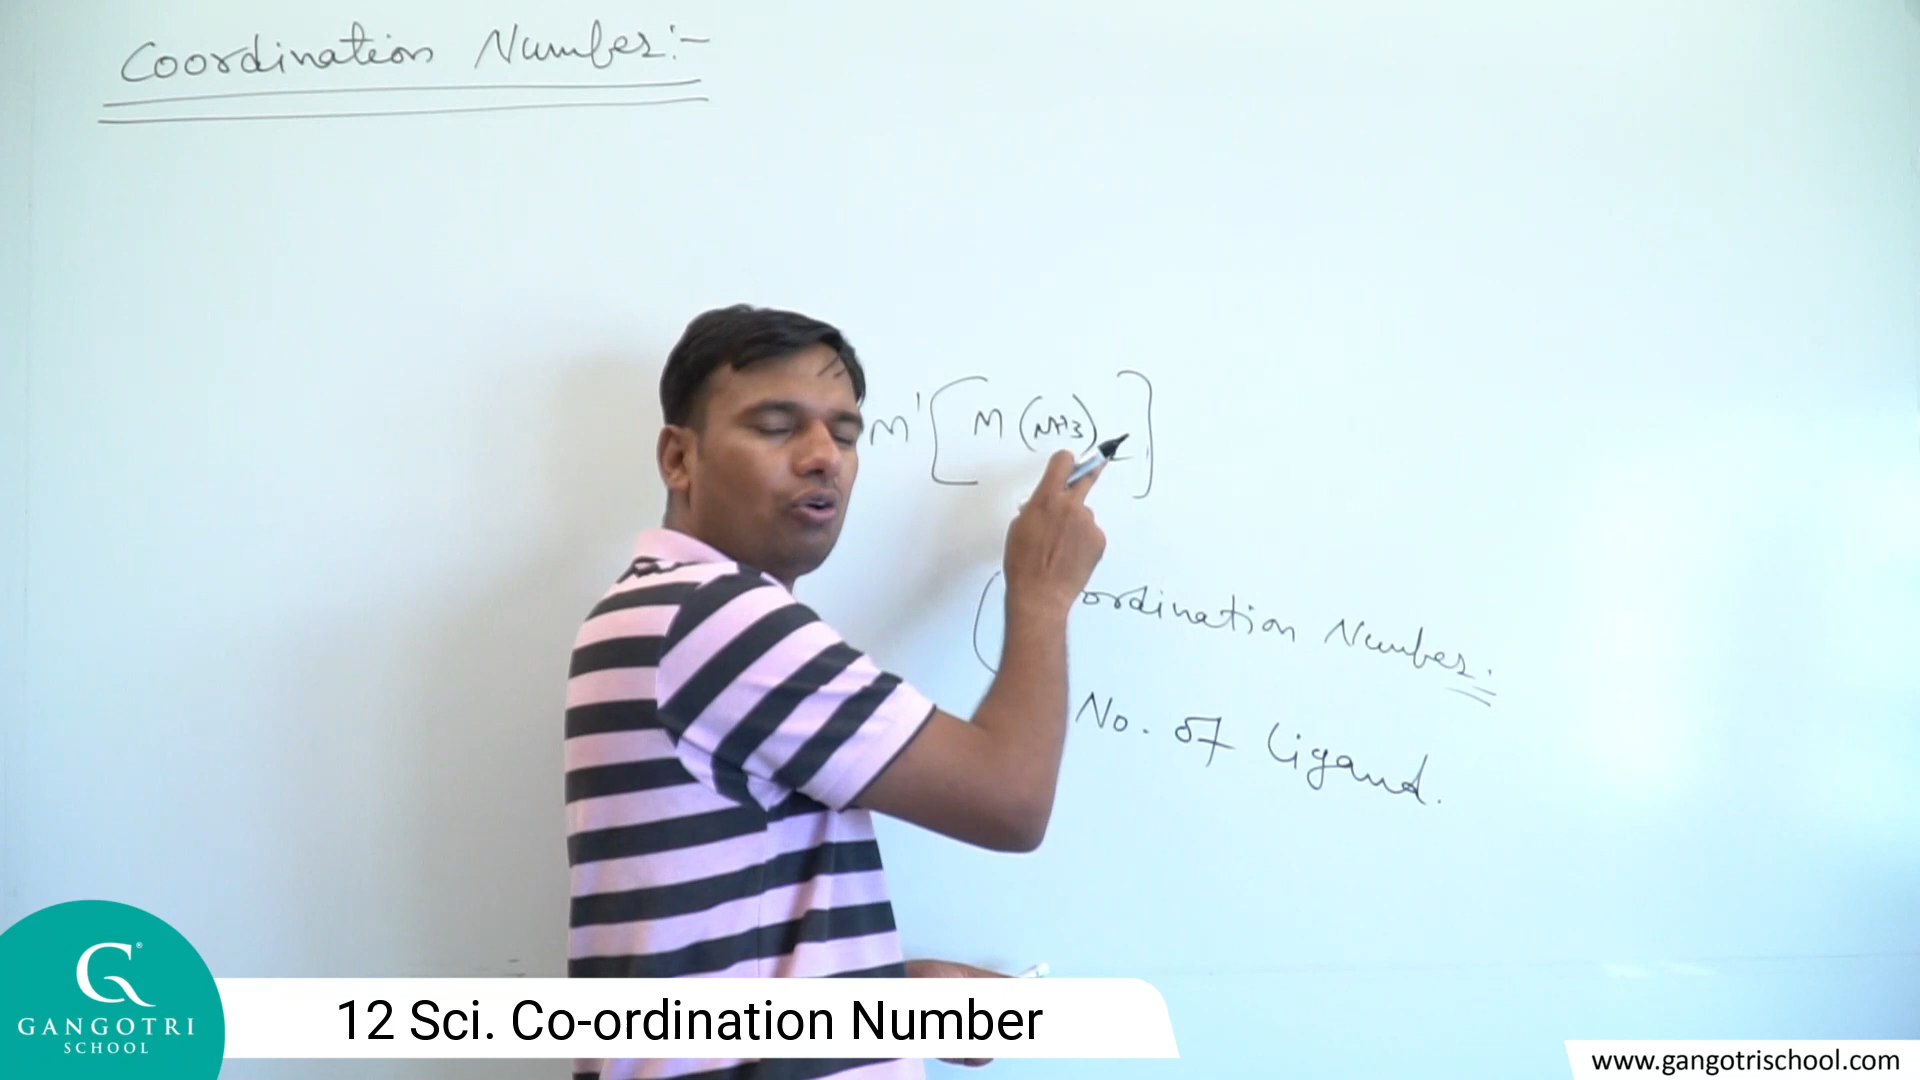 Coordination Number:-
M' [ M (NH3) ]
ordination Number.
No. of Ligand.
GANGOTRI
SCHOOL
12 Sci. Co-ordination Number
www.gangotrischool.com